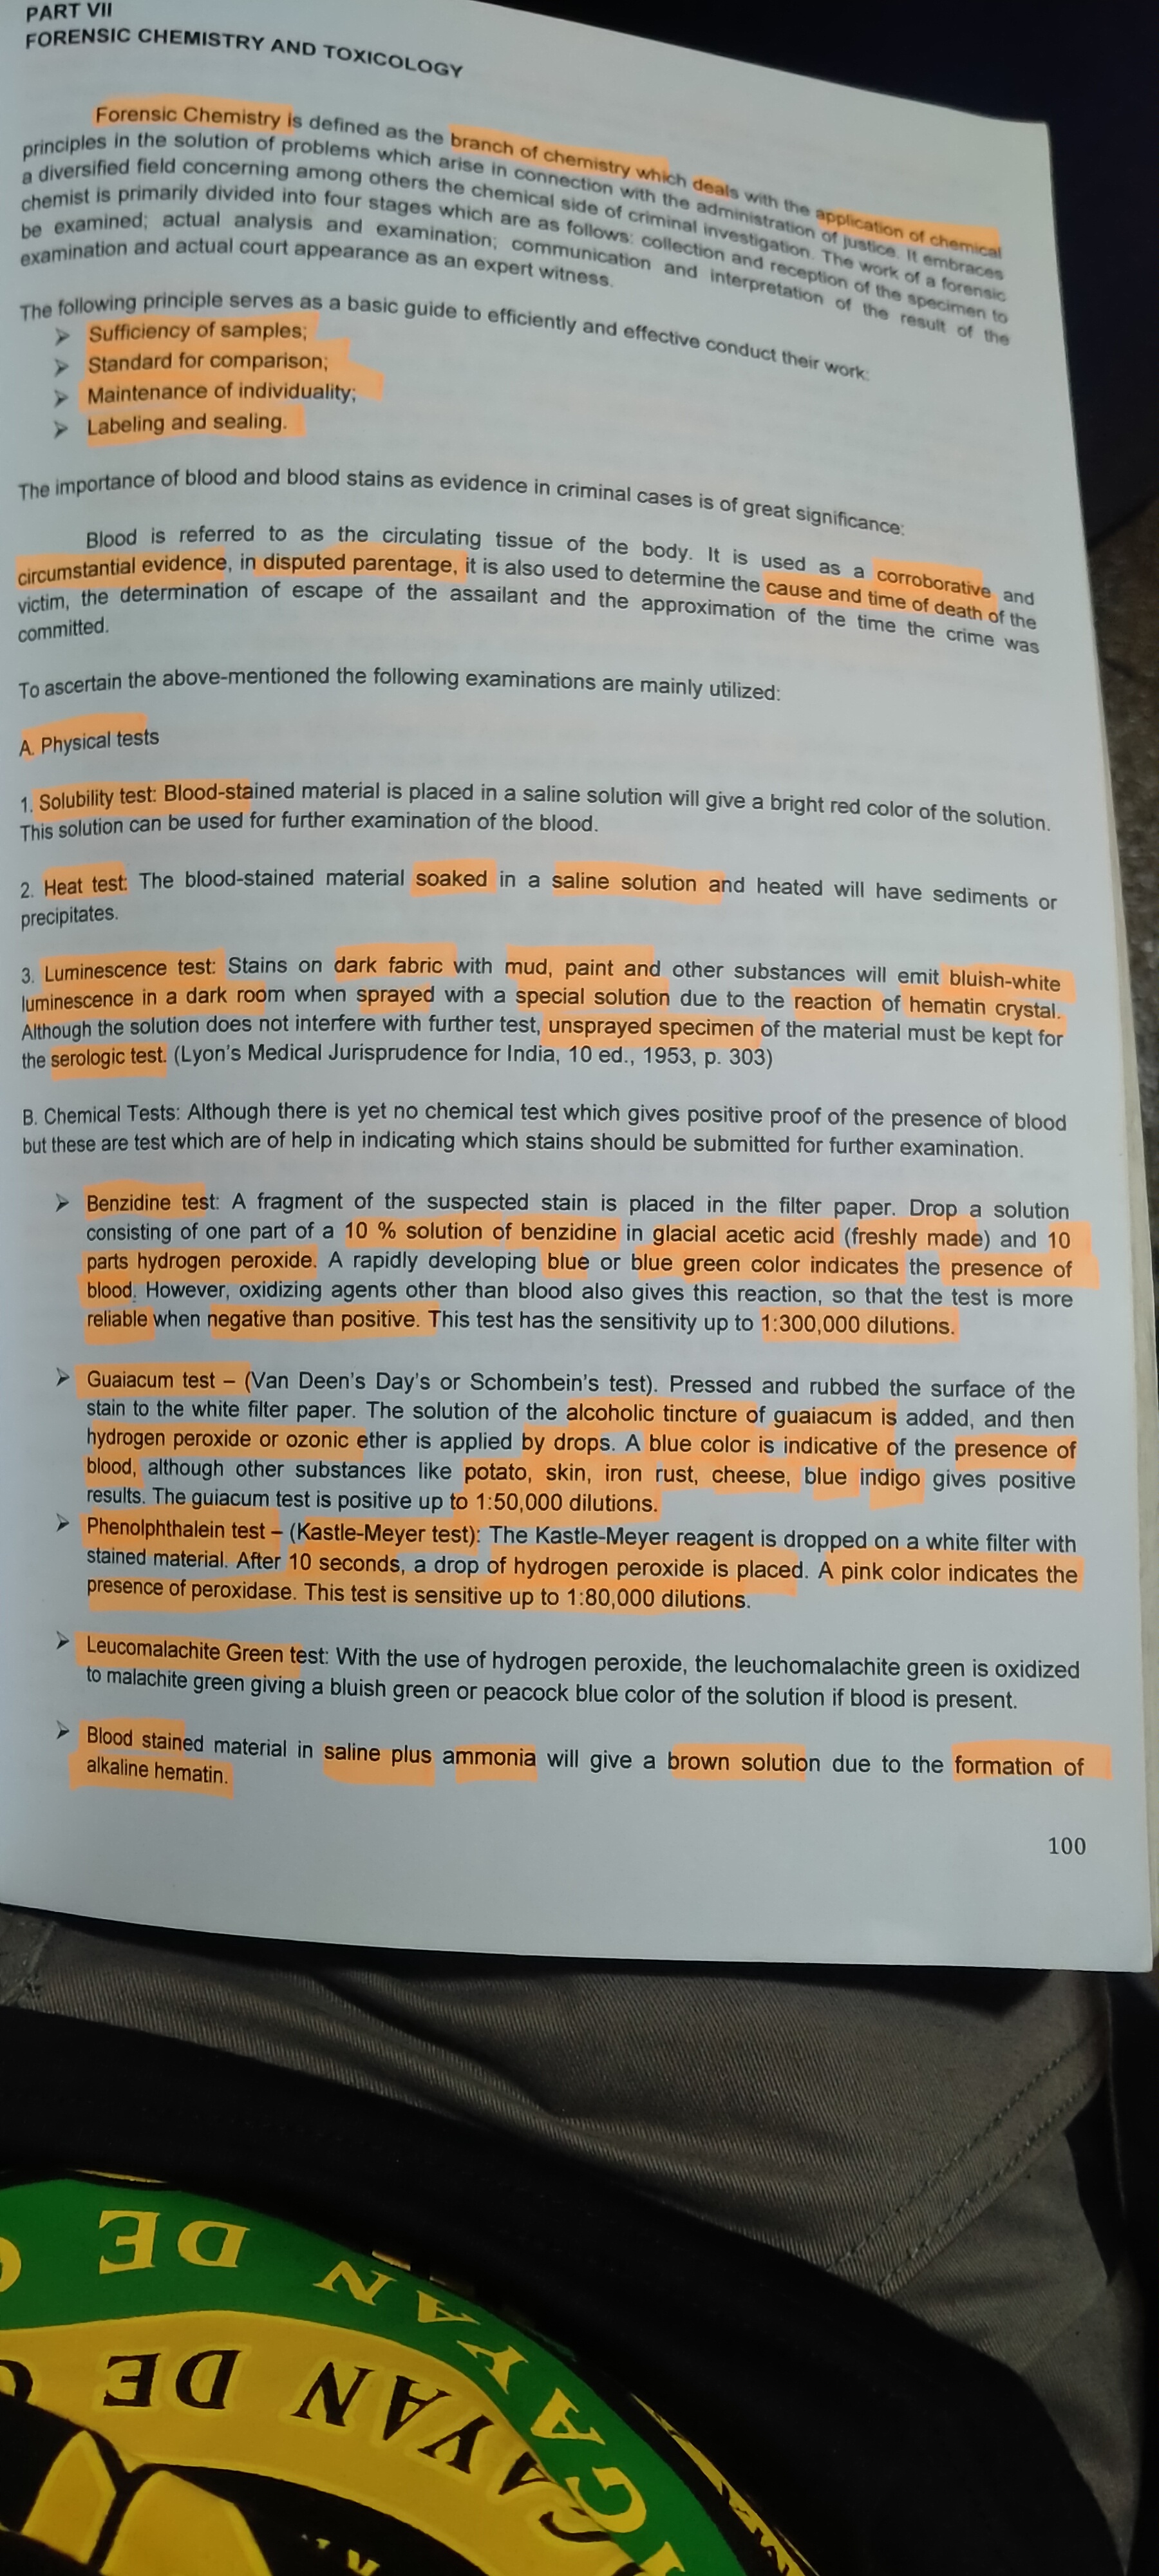 PART VII
FORENSIC CHEMISTRY AND TOXICOLOGY
Forensic Chemistry is defined as the branch of chemistry which deals with the application of chemical
principles in the solution of problems which arise in connection with the administration of justice. It embraces
a diversified field concerning among others the chemical side of criminal investigation. The work of a forensic
chemist is primarily divided into four stages which are as follows: collection and reception of the specimen to
be examined; actual analysis and examination; communication and interpretation of the result of the
examination and actual court appearance as an expert witness.
The following principle serves as a basic guide to efficiently and effective conduct their work:
➢ Sufficiency of samples;
➢ Standard for comparison;
➢ Maintenance of individuality;
➢ Labeling and sealing.
The importance of blood and blood stains as evidence in criminal cases is of great significance:
Blood is referred to as the circulating tissue of the body. It is used as a corroborative and
circumstantial evidence, in disputed parentage, it is also used to determine the cause and time of death of the
victim, the determination of escape of the assailant and the approximation of the time the crime was
committed.
To ascertain the above-mentioned the following examinations are mainly utilized:
A. Physical tests
1. Solubility test: Blood-stained material is placed in a saline solution will give a bright red color of the solution.
This solution can be used for further examination of the blood.
2. Heat test: The blood-stained material soaked in a saline solution and heated will have sediments or
precipitates.
3. Luminescence test: Stains on dark fabric with mud, paint and other substances will emit bluish-white
luminescence in a dark room when sprayed with a special solution due to the reaction of hematin crystal.
Although the solution does not interfere with further test, unsprayed specimen of the material must be kept for
the serologic test. (Lyon's Medical Jurisprudence for India, 10 ed., 1953, p. 303)
B. Chemical Tests: Although there is yet no chemical test which gives positive proof of the presence of blood
but these are test which are of help in indicating which stains should be submitted for further examination.
➢ Benzidine test: A fragment of the suspected stain is placed in the filter paper. Drop a solution
consisting of one part of a 10 % solution of benzidine in glacial acetic acid (freshly made) and 10
parts hydrogen peroxide. A rapidly developing blue or blue green color indicates the presence of
blood. However, oxidizing agents other than blood also gives this reaction, so that the test is more
reliable when negative than positive. This test has the sensitivity up to 1:300,000 dilutions.
➢ Guaiacum test – (Van Deen's Day's or Schombein's test). Pressed and rubbed the surface of the
stain to the white filter paper. The solution of the alcoholic tincture of guaiacum is added, and then
hydrogen peroxide or ozonic ether is applied by drops. A blue color is indicative of the presence of
blood, although other substances like potato, skin, iron rust, cheese, blue indigo gives positive
results. The guiacum test is positive up to 1:50,000 dilutions.
➢ Phenolphthalein test – (Kastle-Meyer test): The Kastle-Meyer reagent is dropped on a white filter with
stained material. After 10 seconds, a drop of hydrogen peroxide is placed. A pink color indicates the
presence of peroxidase. This test is sensitive up to 1:80,000 dilutions.
➢ Leucomalachite Green test: With the use of hydrogen peroxide, the leuchomalachite green is oxidized
to malachite green giving a bluish green or peacock blue color of the solution if blood is present.
➢ Blood stained material in saline plus ammonia will give a brown solution due to the formation of
alkaline hematin.
100
DE
DE